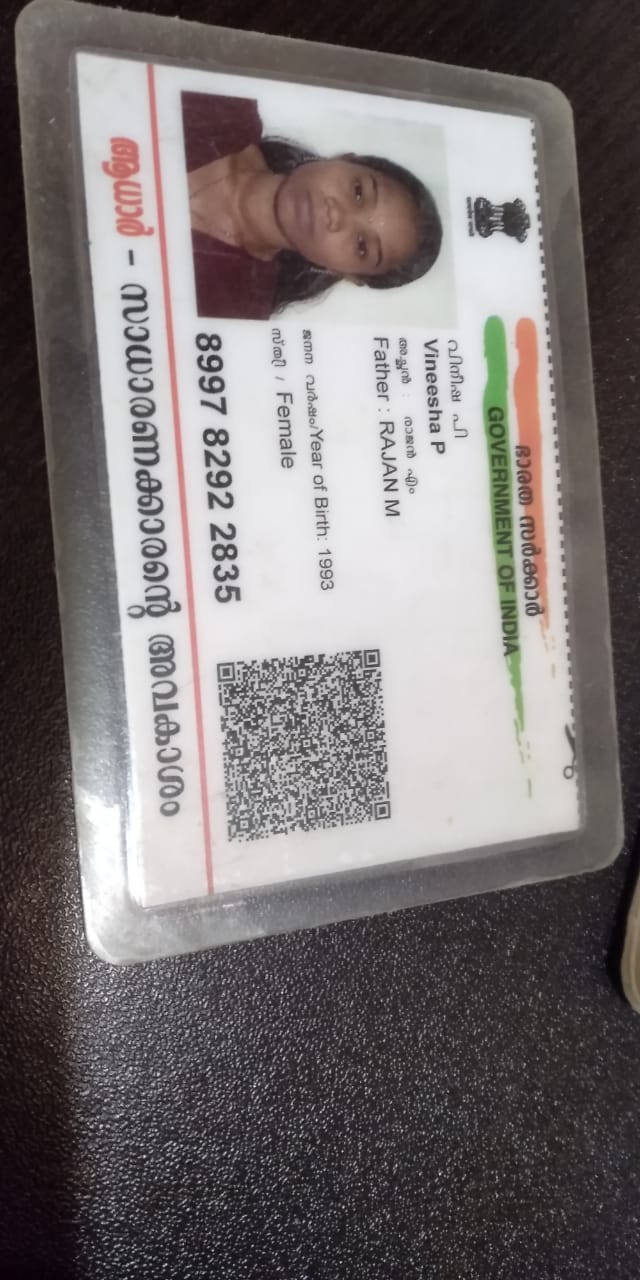 ഭാരത സർക്കാർ
GOVERNMENT OF INDIA
വിനീഷ പി
Vineesha P
അച്ഛൻ : രാജൻ എം
Father : RAJAN M
ജനന വർഷം/Year of Birth: 1993
സ്ത്രീ / Female
8997 8292 2835
ആധാർ - സാധാരണക്കാരന്റെ അവകാശം